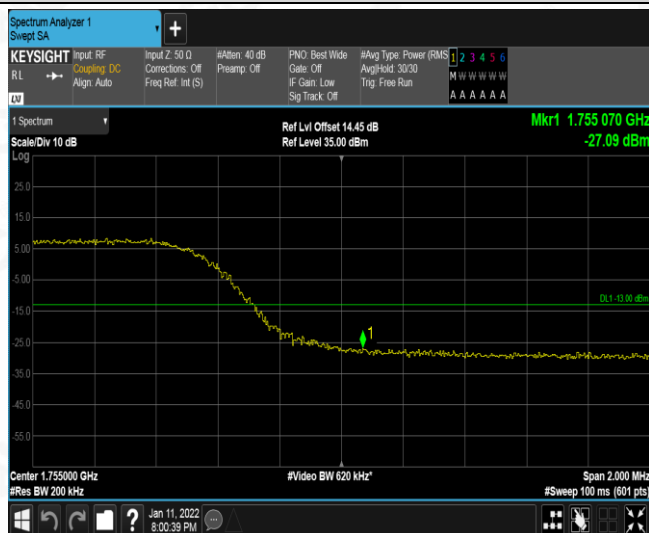 Spectrum Analyzer 1
Swept SA
KEYSIGHT
RL
LXI
Input: RF
Coupling: DC
Align: Auto
Input Z: 50 Ω
Corrections: Off
Freq Ref: Int (S)
#Atten: 40 dB
Preamp: Off
PNO: Best Wide
Gate: Off
IF Gain: Low
Sig Track: Off
#Avg Type: Power (RMS
Avg|Hold: 30/30
Trig: Free Run
1 2 3 4 5 6
M W W W W W
A A A A A A
1 Spectrum
Scale/Div 10 dB
Log
Ref Lvl Offset 14.45 dB
Ref Level 35.00 dBm
Mkr1 1.755 070 GHz
-27.09 dBm
25.0
15.0
5.00
-5.00
DL1 -13.00 dBm
-15.0
1
-25.0
-35.0
-45.0
-55.0
Center 1.755000 GHz
#Video BW 620 kHz*
Span 2.000 MHz
#Res BW 200 kHz
#Sweep 100 ms (601 pts)
?
Jan 11, 2022
8:00:39 PM